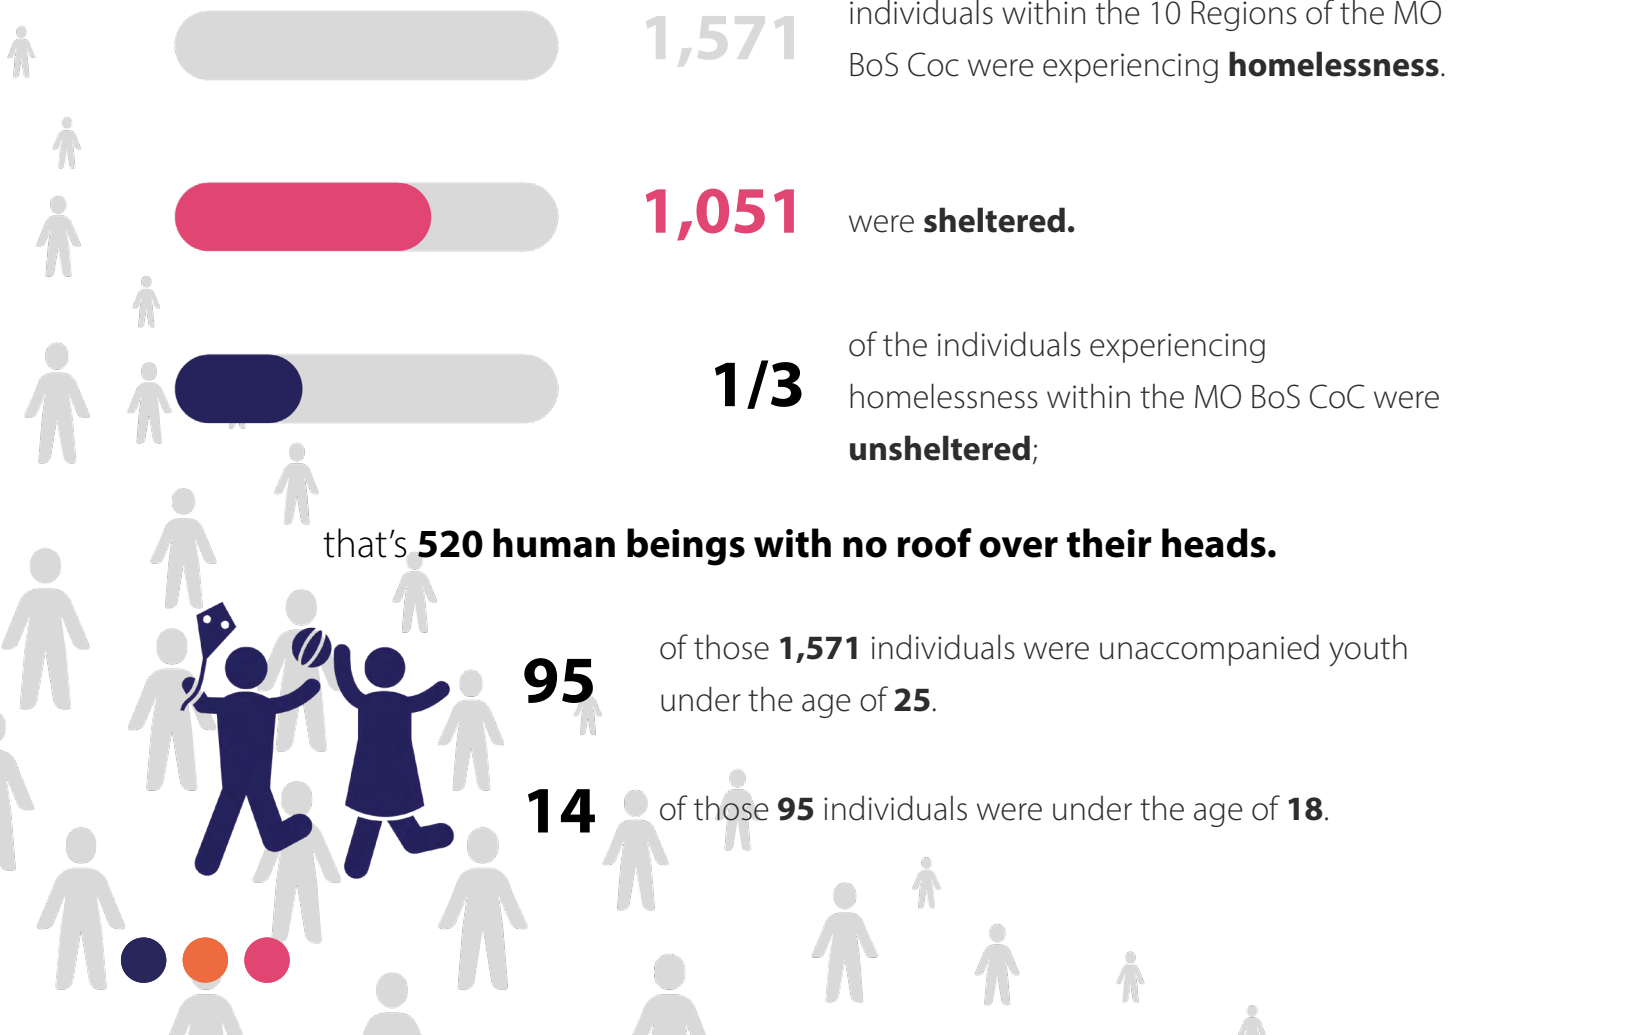 1,571
individuals within the 10 Regions of the MO
BoS Coc were experiencing homelessness.
1,051
were sheltered.
1/3
of the individuals experiencing
homelessness within the MO BoS CoC were
unsheltered;
that’s 520 human beings with no roof over their heads.
95
of those 1,571 individuals were unaccompanied youth
under the age of 25.
14
of those 95 individuals were under the age of 18.